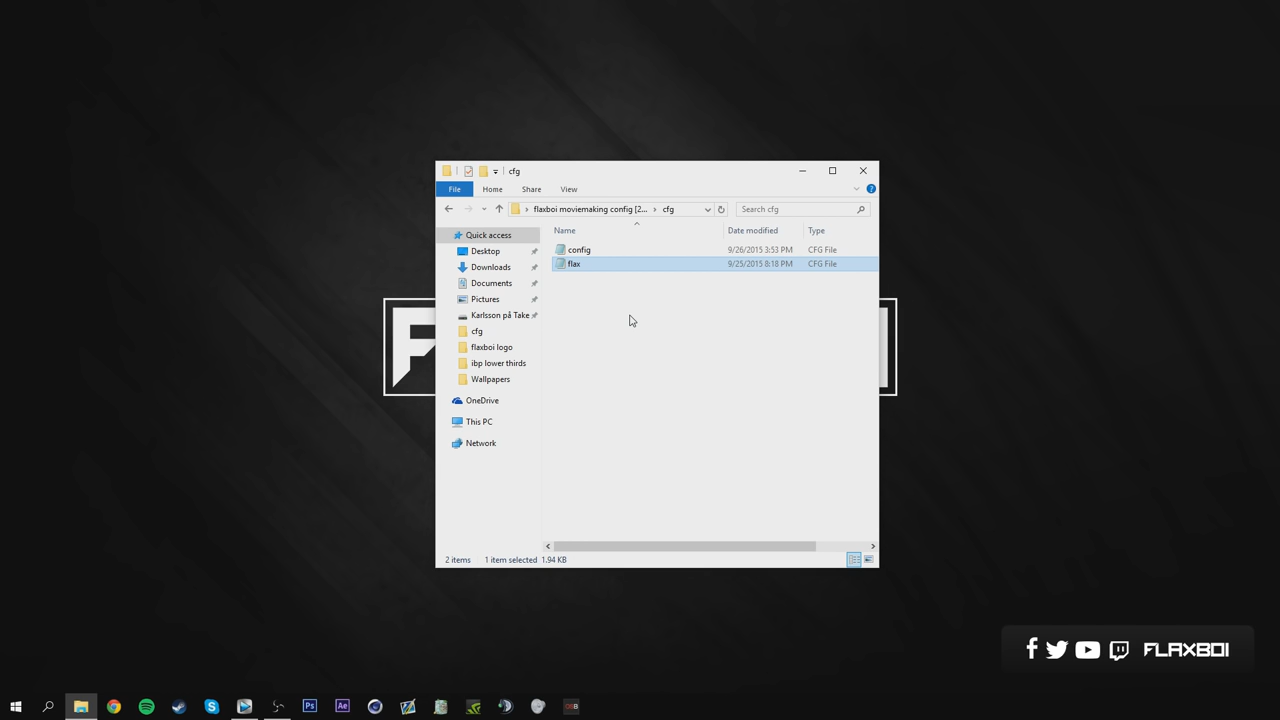 cfg
File Home Share View
flaxboi moviemaking config [2... cfg Search cfg
Name Date modified Type
Quick access
Desktop
Downloads
Documents
Pictures
Karlsson på Take
cfg
flaxboi logo
ibp lower thirds
Wallpapers
OneDrive
This PC
Network
config 9/26/2015 3:53 PM CFG File
flax 9/25/2015 8:18 PM CFG File
2 items 1 item selected 1.94 KB
FLAXBOI
Ps Ae